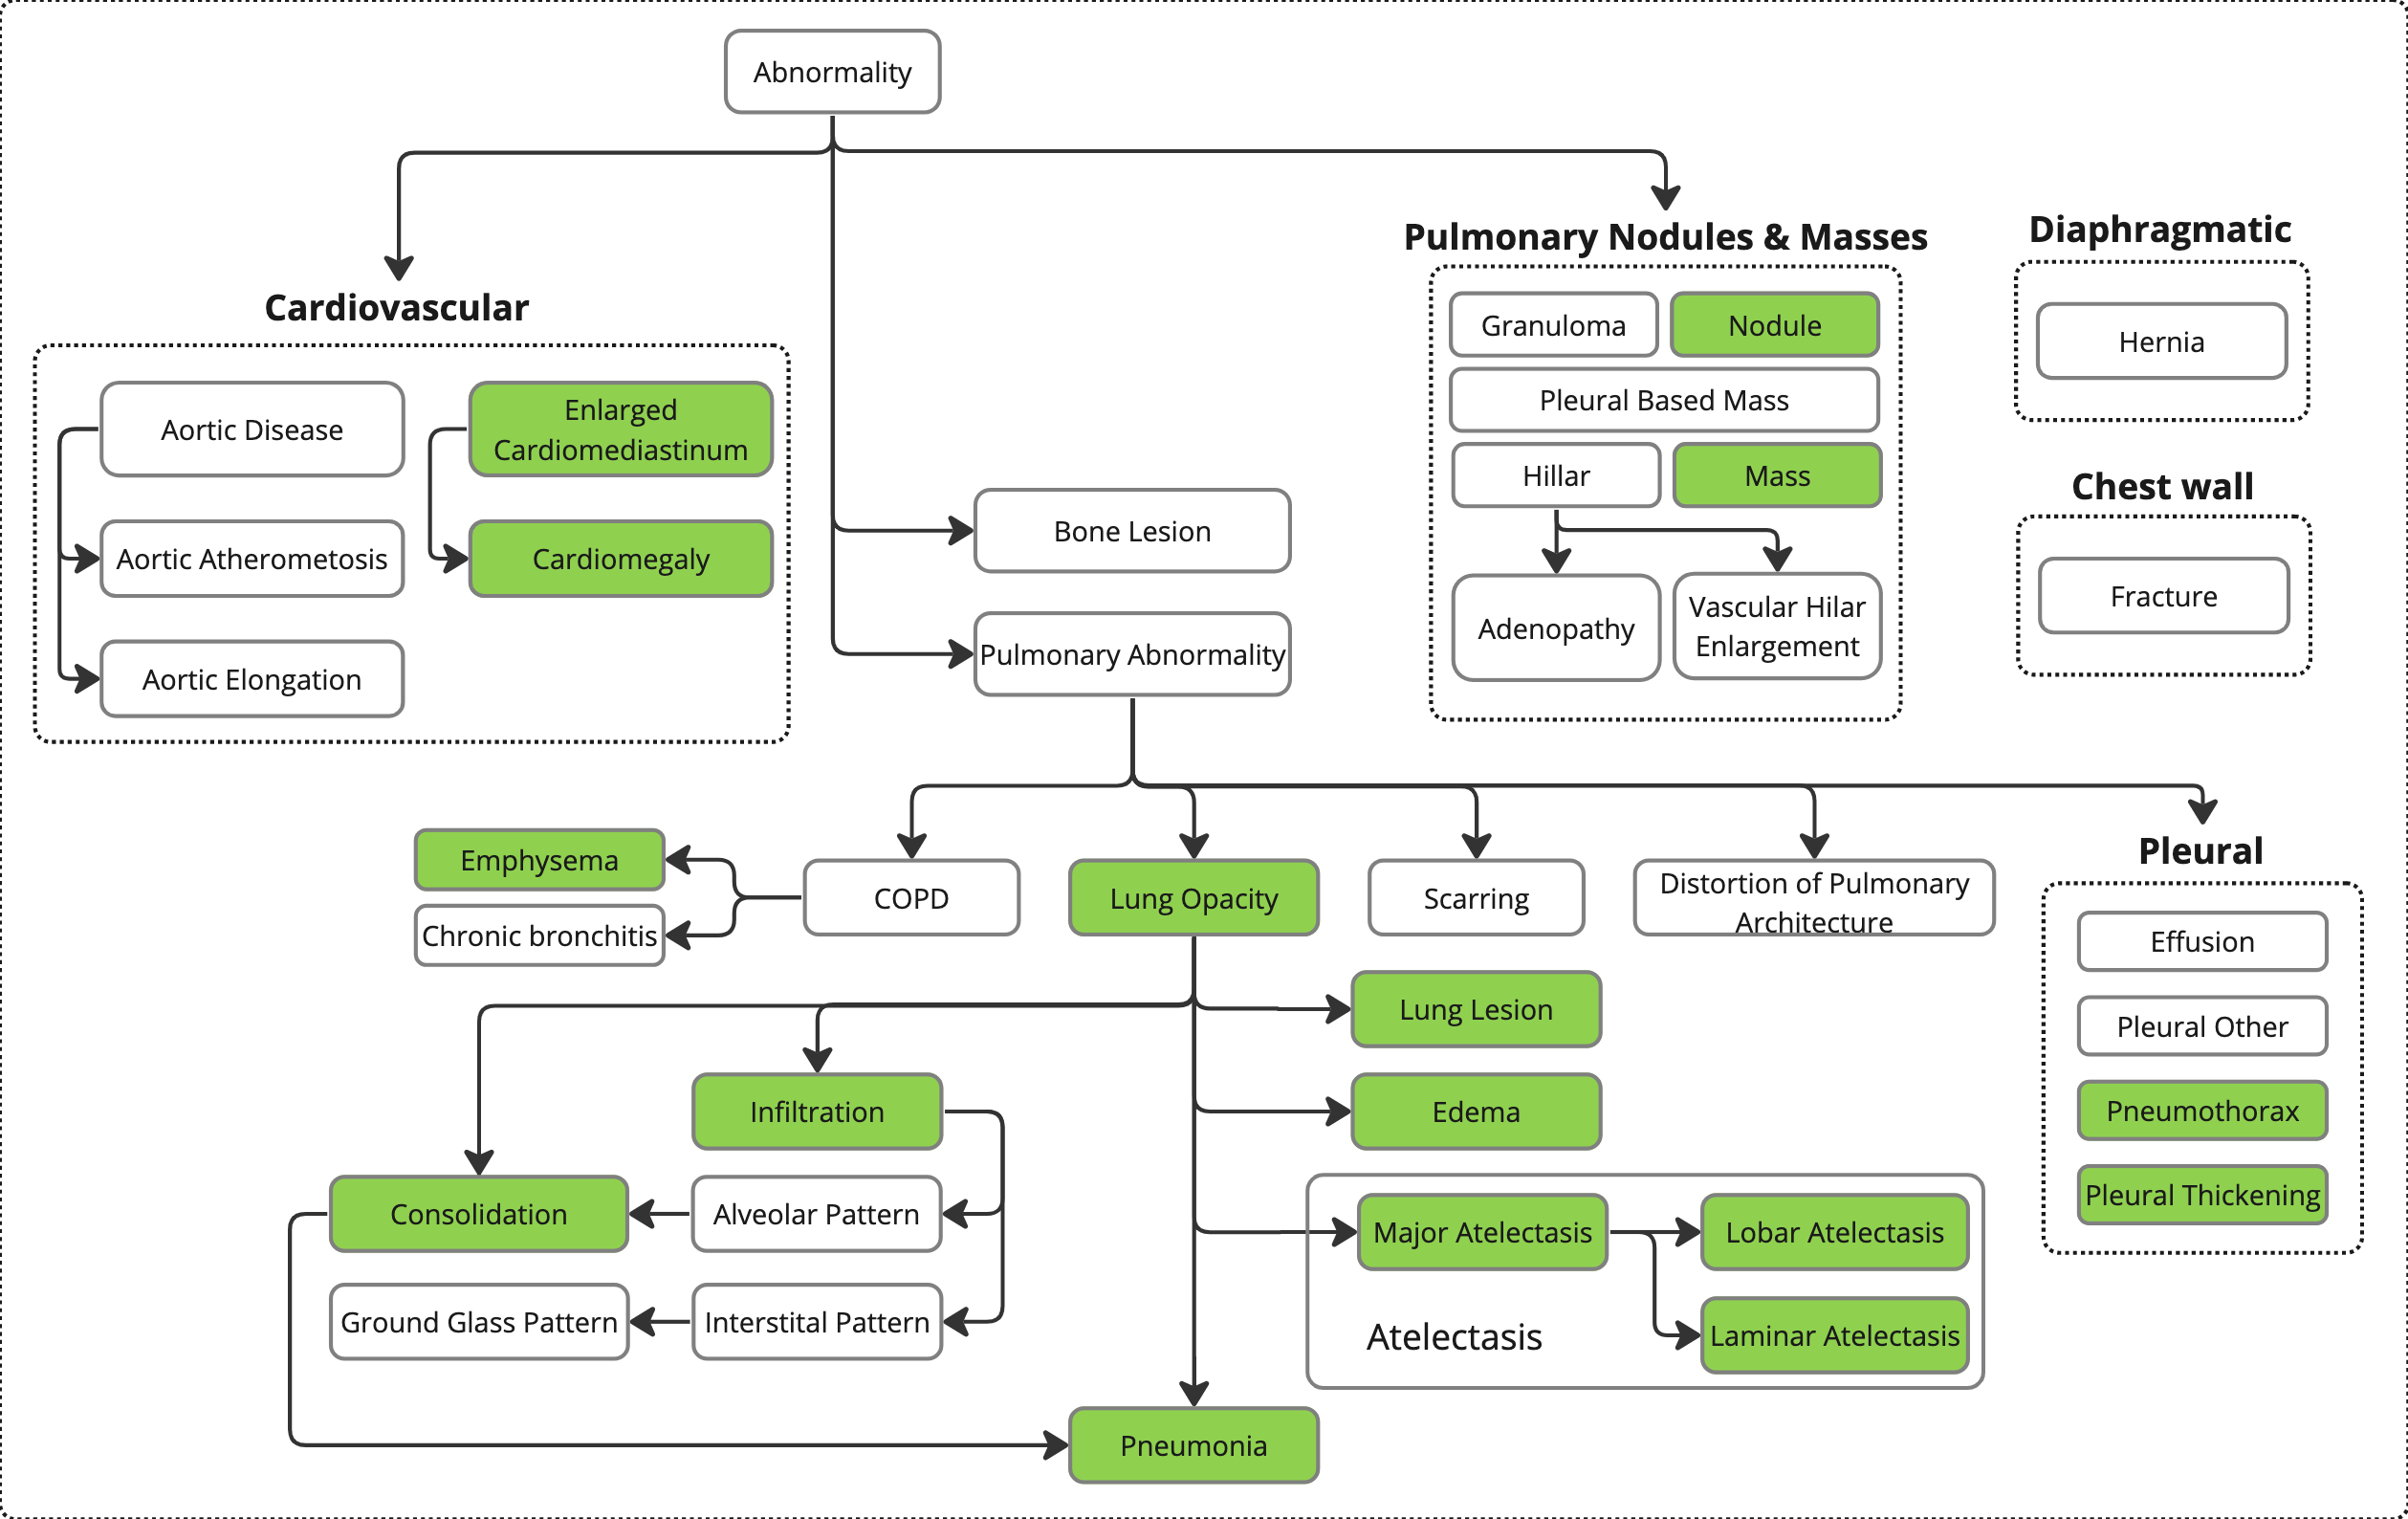 Abnormality
Cardiovascular
Aortic Disease
Enlarged
Cardiomediastinum
Aortic Atherometosis
Cardiomegaly
Aortic Elongation
Bone Lesion
Pulmonary Abnormality
Pulmonary Nodules & Masses
Granuloma
Nodule
Pleural Based Mass
Hillar
Mass
Adenopathy
Vascular Hilar
Enlargement
Diaphragmatic
Hernia
Chest wall
Fracture
Emphysema
Chronic bronchitis
COPD
Lung Opacity
Scarring
Distortion of Pulmonary
Architecture
Pleural
Effusion
Pleural Other
Pneumothorax
Pleural Thickening
Lung Lesion
Infiltration
Edema
Consolidation
Alveolar Pattern
Ground Glass Pattern
Interstital Pattern
Major Atelectasis
Lobar Atelectasis
Atelectasis
Laminar Atelectasis
Pneumonia